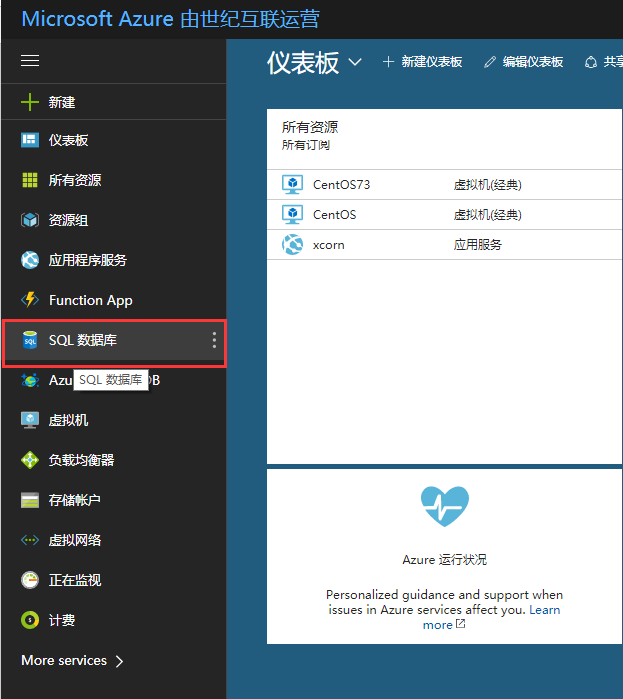 Microsoft Azure 由世纪互联运营
新建
仪表板
所有资源
资源组
应用程序服务
Function App
SQL 数据库
Azu
DB
SQL 数据库
虚拟机
负载均衡器
存储帐户
虚拟网络
正在监视
计费
More services
仪表板
新建仪表板
编辑仪表板
共享
所有资源
所有订阅
CentOS73 虚拟机(经典)
CentOS 虚拟机(经典)
xcorn 应用服务
Azure 运行状况
Personalized guidance and support when
issues in Azure services affect you. Learn
more